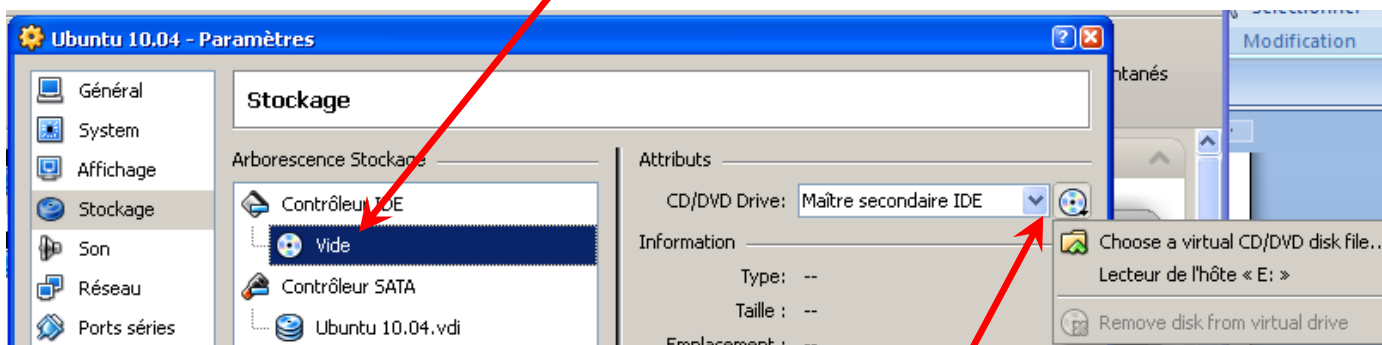 Sélectionner
Ubuntu 10.04 - Paramètres
Modification
ntanés
Général
System
Affichage
Stockage
Son
Réseau
Ports séries
Stockage
Arborescence Stockage
Contrôleur IDE
Vide
Contrôleur SATA
Ubuntu 10.04.vdi
Attributs
CD/DVD Drive: Maître secondaire IDE
Information
Type: --
Taille : --
Emplacement : --
Choose a virtual CD/DVD disk file..
Lecteur de l'hôte « E: »
Remove disk from virtual drive